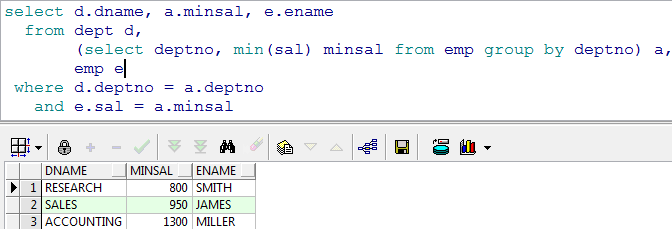 select d.dname, a.minsal, e.ename
from dept d,
(select deptno, min(sal) minsal from emp group by deptno) a,
emp e
where d.deptno = a.deptno
and e.sal = a.minsal
DNAME MINSAL ENAME
1 RESEARCH 800 SMITH
2 SALES 950 JAMES
3 ACCOUNTING 1300 MILLER